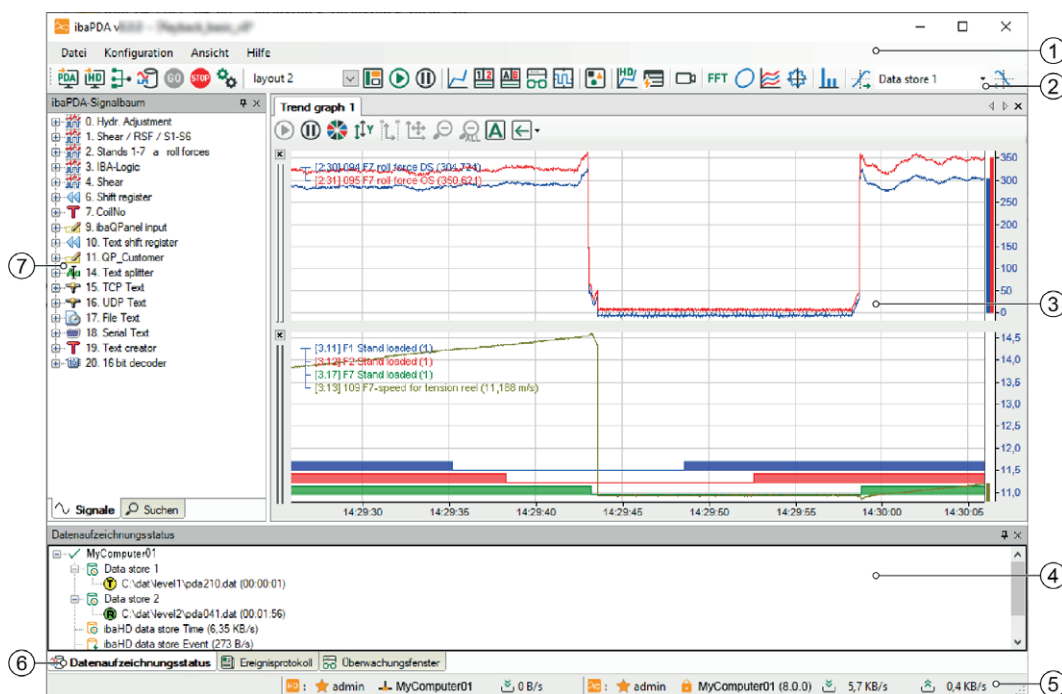 ibaPDA
Datei Konfiguration Ansicht Hilfe
1
PDA HD GO STOP layout 2 12 AB HD FFT Data store 1
2
ibaPDA-Signalbaum
Trend graph 1
0. Hydr. Adjustment
1. Shear / RSF / S1-S6
2. Stands 1-7 a roll forces
3. IBA-Logic
4. Shear
6. Shift register
7. CoilNo
9. ibaQPanel input
10. Text shift register
11. QP_Customer
14. Text splitter
15. TCP Text
16. UDP Text
17. File Text
18. Serial Text
19. Text creator
20. 16 bit decoder
7
Signale Suchen
Y ALL A
[2:30] 094 F7 roll force DS (304,724)
[2:31] 095 F7 roll force OS (350,621)
350
300
250
200
150
100
50
0
3
[3.11] F1 Stand loaded (1)
[3.12] F2 Stand loaded (1)
[3.17] F7 Stand loaded (1)
[3:13] 109 F7-speed for tension reel (11,188 m/s)
14,5
14,0
13,5
13,0
12,5
12,0
11,5
11,0
14:29:30 14:29:35 14:29:40 14:29:45 14:29:50 14:29:55 14:30:00 14:30:05
Datenaufzeichnungsstatus
MyComputer01
Data store 1
T C:\dat\level1\pda210.dat (00:00:01)
Data store 2
R C:\dat\level2\pda041.dat (00:01:56)
ibaHD data store Time (6,35 KB/s)
ibaHD data store Event (273 B/s)
4
6
Datenaufzeichnungsstatus Ereignisprotokoll Überwachungsfenster
: admin MyComputer01 0 B/s : admin MyComputer01 (8.0.0) 5,7 KB/s 0,4 KB/s
5